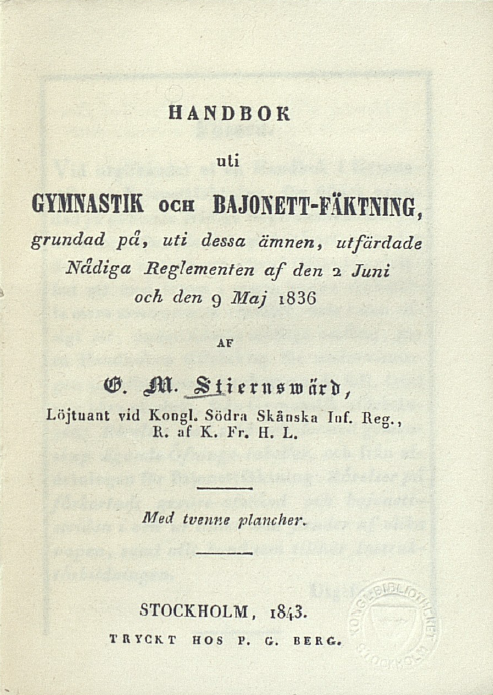 HANDBOK
uti
GYMNASTIK OCH BAJONETT-FÄKTNING,
grundad på, uti dessa ämnen, utfärdade
Nådiga Reglementen af den 2 Juni
och den 9 Maj 1836
AF
G. M. Stiernswärd,
Löjtnant vid Kongl. Södra Skånska Inf. Reg.,
R. af K. Fr. H. L.
Med tvenne plancher.
STOCKHOLM, 1843.
TRYCKT HOS P. G. BERG.